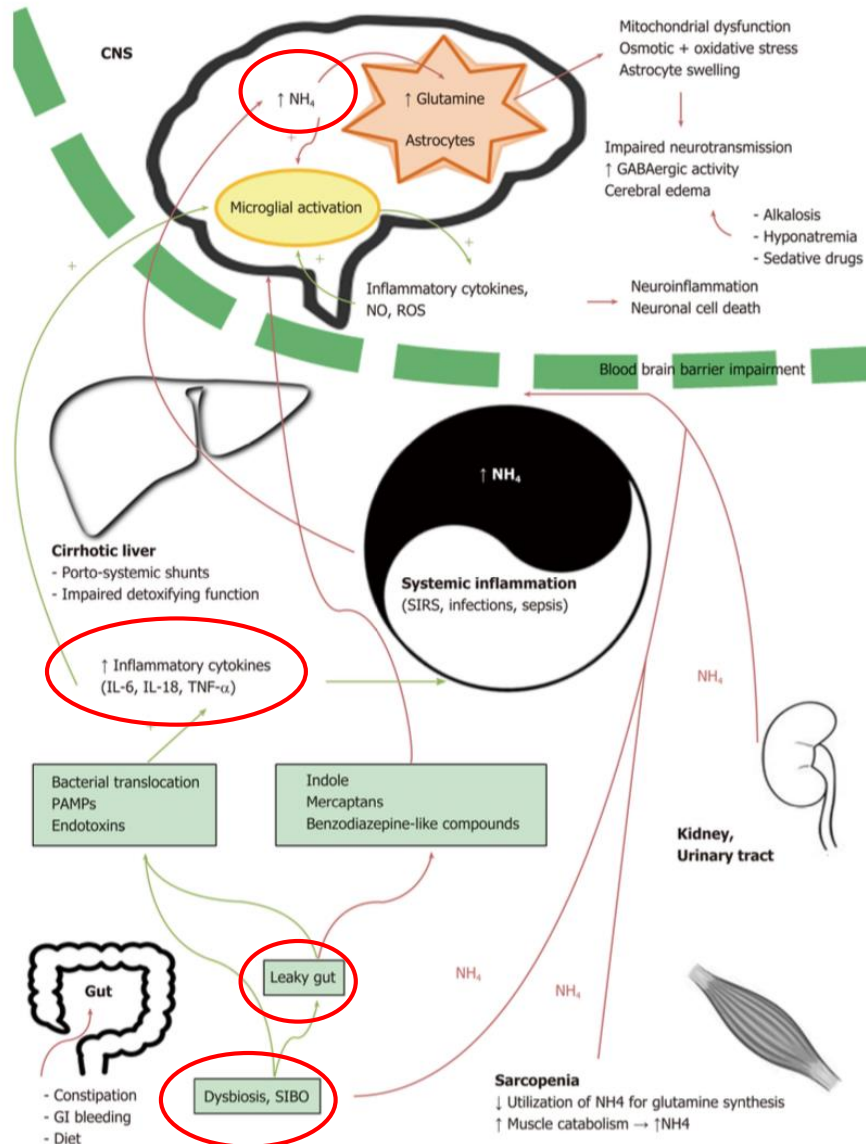 CNS
Mitochondrial dysfunction
Osmotic + oxidative stress
Astrocyte swelling
↑ NH₄
↑ Glutamine
Astrocytes
+
Impaired neurotransmission
↑ GABAergic activity
Cerebral edema
Microglial activation
- Alkalosis
- Hyponatremia
- Sedative drugs
+
+
+
Inflammatory cytokines,
NO, ROS
Neuroinflammation
Neuronal cell death
Blood brain barrier impairment
↑ NH₄
Cirrhotic liver
- Porto-systemic shunts
- Impaired detoxifying function
Systemic inflammation
(SIRS, infections, sepsis)
↑ Inflammatory cytokines
(IL-6, IL-18, TNF-α)
NH₄
Bacterial translocation
PAMPs
Endotoxins
Indole
Mercaptans
Benzodiazepine-like compounds
Kidney,
Urinary tract
Leaky gut
NH₄
NH₄
Gut
Dysbiosis, SIBO
- Constipation
- GI bleeding
- Diet
Sarcopenia
↓ Utilization of NH4 for glutamine synthesis
↑ Muscle catabolism → ↑NH4